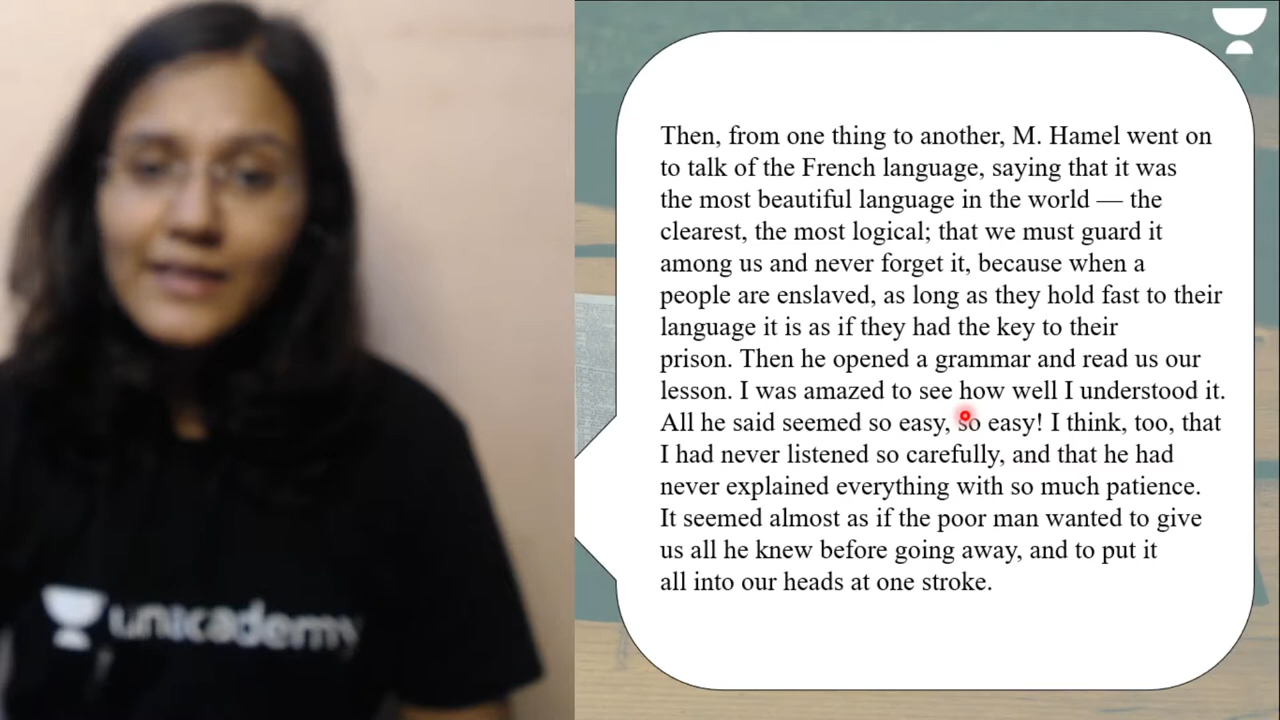 Then, from one thing to another, M. Hamel went on
to talk of the French language, saying that it was
the most beautiful language in the world — the
clearest, the most logical; that we must guard it
among us and never forget it, because when a
people are enslaved, as long as they hold fast to their
language it is as if they had the key to their
prison. Then he opened a grammar and read us our
lesson. I was amazed to see how well I understood it.
All he said seemed so easy, so easy! I think, too, that
I had never listened so carefully, and that he had
never explained everything with so much patience.
It seemed almost as if the poor man wanted to give
us all he knew before going away, and to put it
all into our heads at one stroke.
unacademy